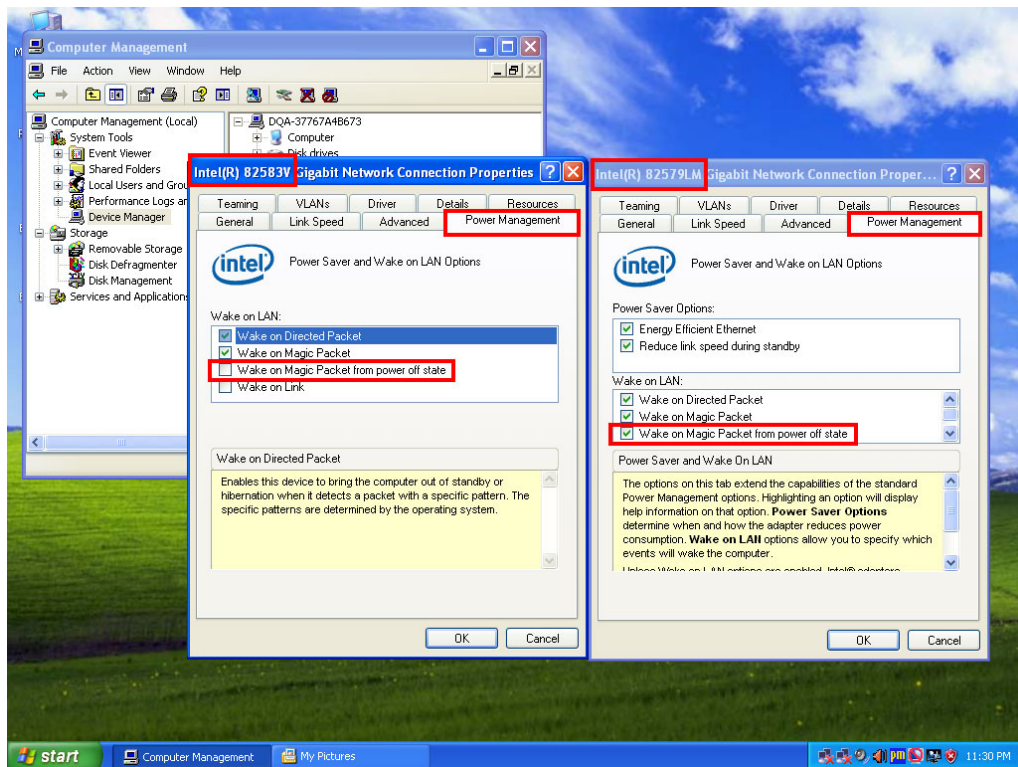 M
Computer Management
File Action View Window Help
Computer Management (Local)
System Tools
Event Viewer
Shared Folders
Local Users and Grou
Performance Logs ar
Device Manager
Storage
Removable Storage
Disk Defragmenter
Disk Management
Services and Application
DQA-37767A4B673
Computer
Disk drives
Intel(R) 82583V Gigabit Network Connection Properties
Teaming VLANs Driver Details Resources
General Link Speed Advanced Power Management
intel
Power Saver and Wake on LAN Options
Wake on LAN:
Wake on Directed Packet
Wake on Magic Packet
Wake on Magic Packet from power off state
Wake on Link
Wake on Directed Packet
Enables this device to bring the computer out of standby or
hibernation when it detects a packet with a specific pattern. The
specific patterns are determined by the operating system.
OK Cancel
Intel(R) 82579LM Gigabit Network Connection Proper...
Teaming VLANs Driver Details Resources
General Link Speed Advanced Power Management
intel
Power Saver and Wake on LAN Options
Power Saver Options:
Energy Efficient Ethernet
Reduce link speed during standby
Wake on LAN:
Wake on Directed Packet
Wake on Magic Packet
Wake on Magic Packet from power off state
Power Saver and Wake On LAN
The options on this tab extend the capabilities of the standard
Power Management options. Highlighting an option will display
help information on that option. Power Saver Options
determine when and how the adapter reduces power
consumption. Wake on LAN options allow you to specify which
events will wake the computer.
Unless Wake on LAN options are enabled, Intel® adapters
OK Cancel
start
Computer Management
My Pictures
pm
11:30 PM